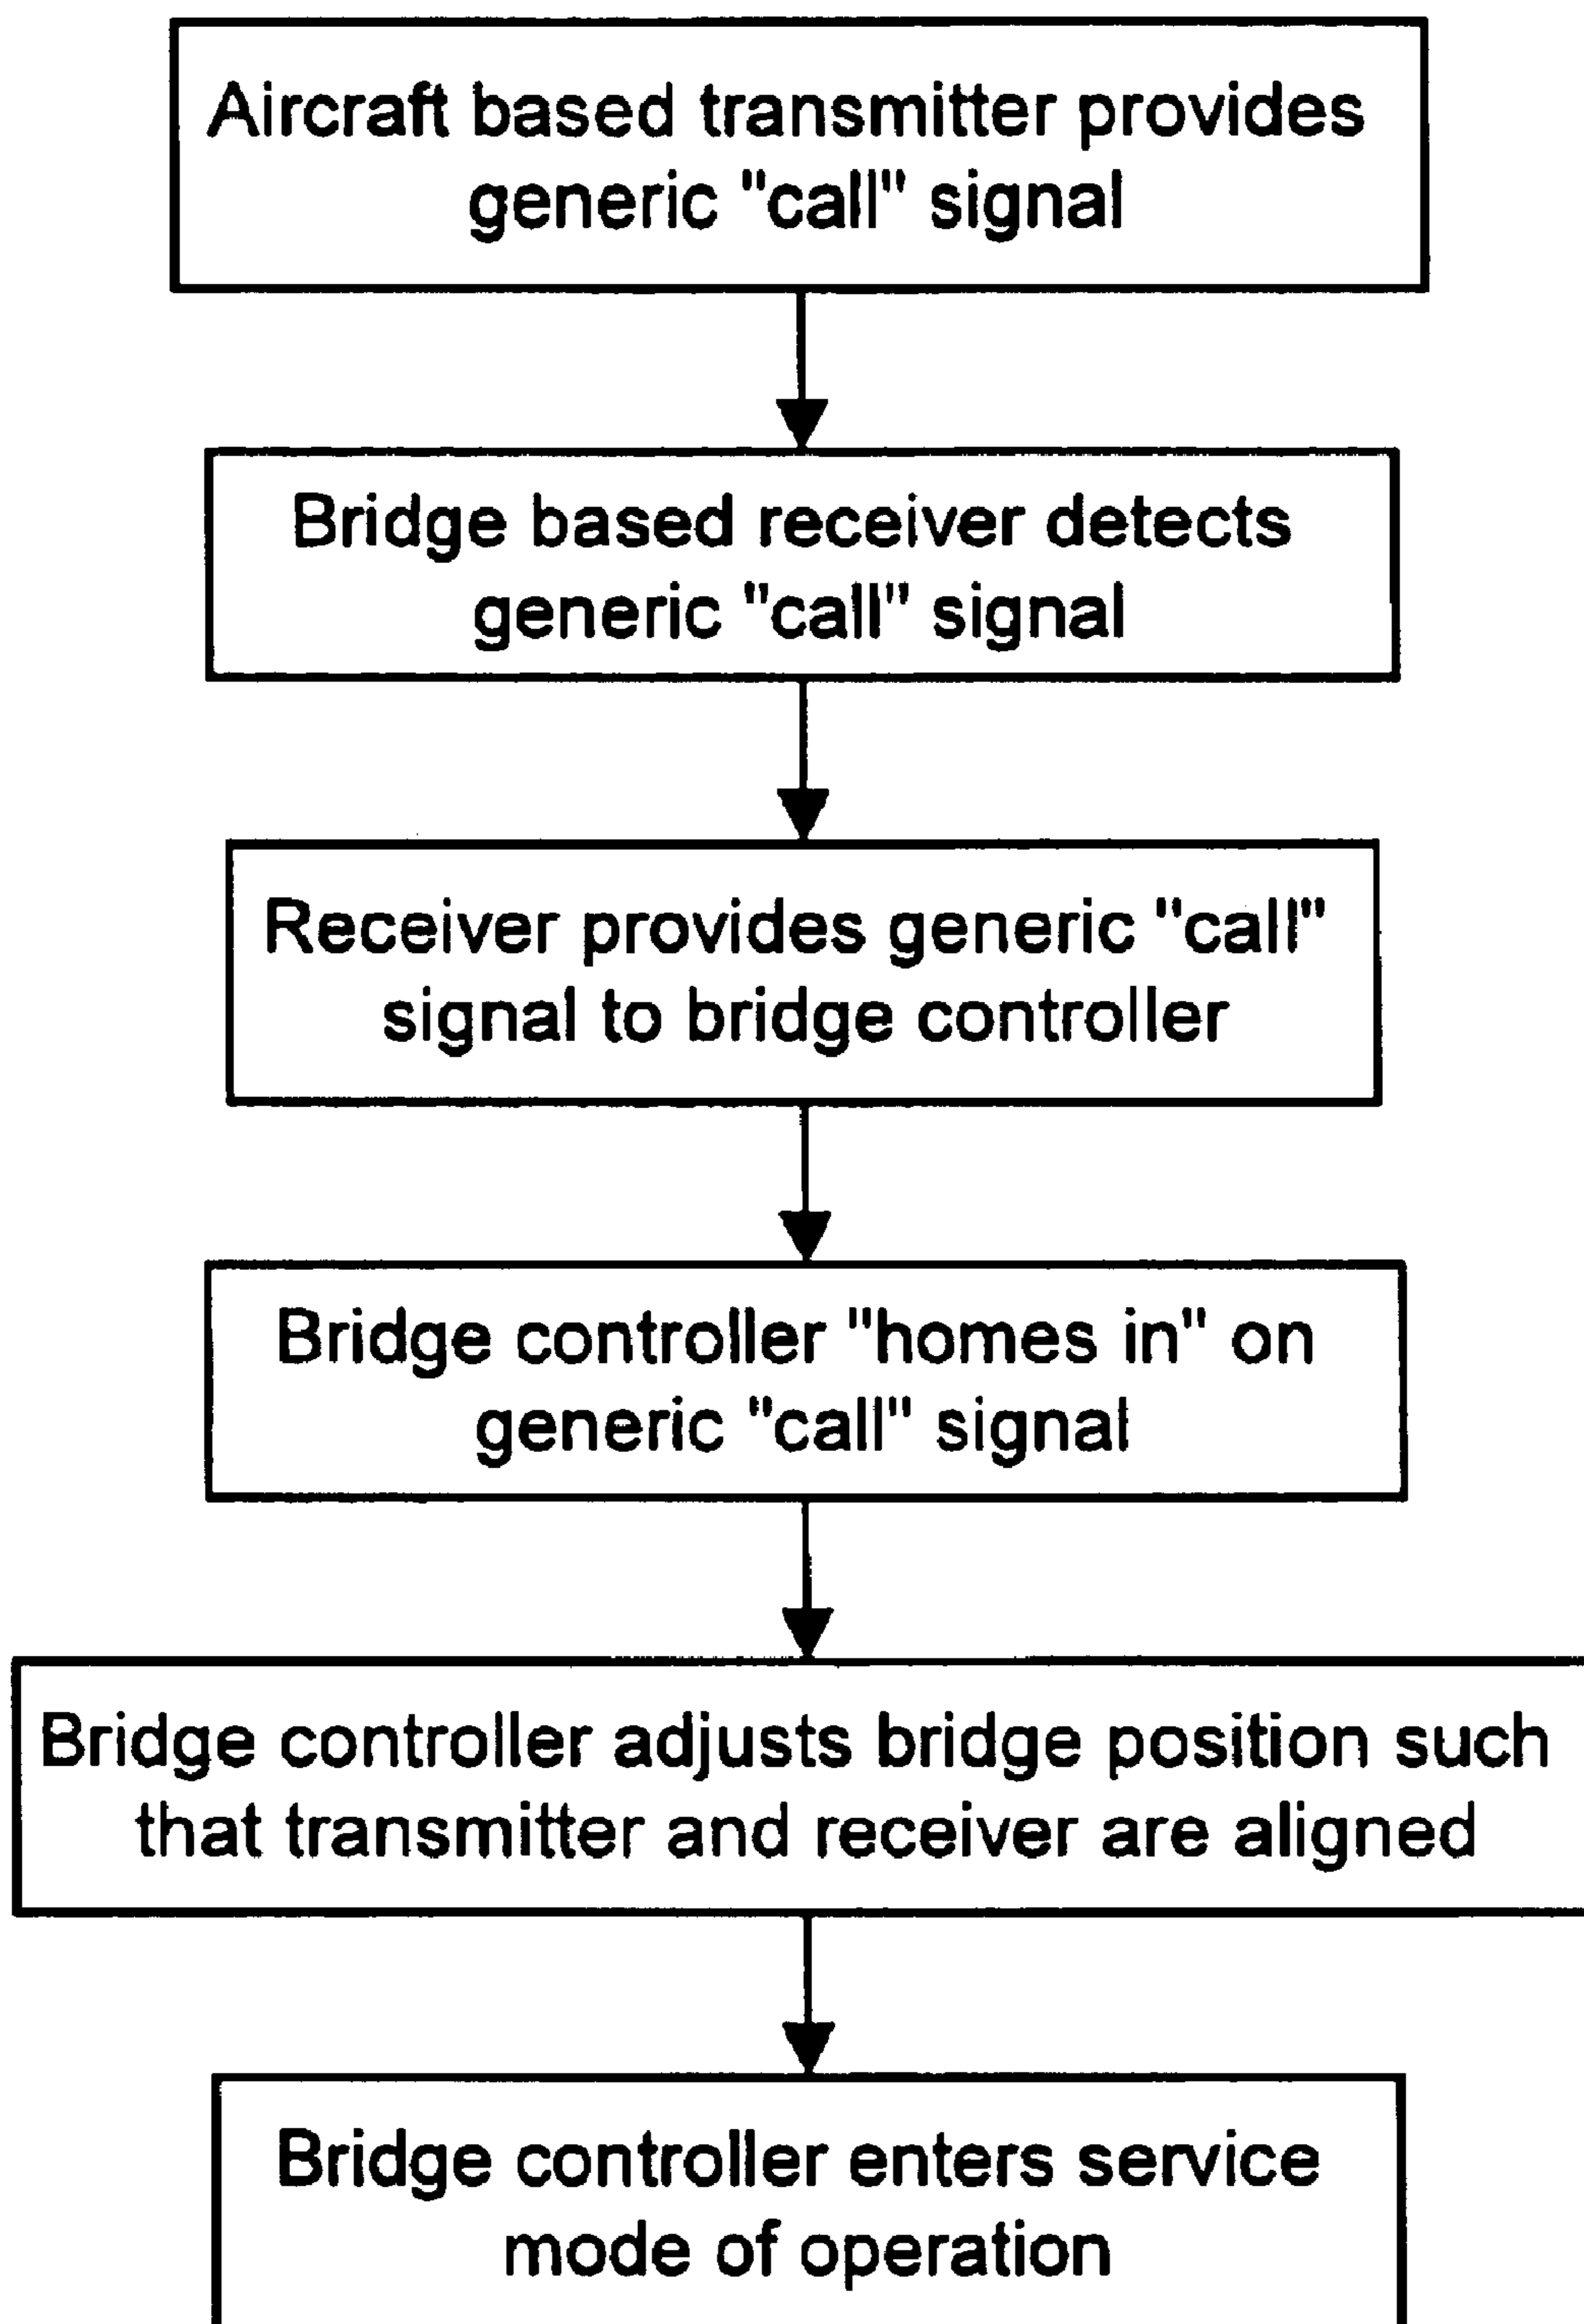 Aircraft based transmitter provides
generic "call" signal
Bridge based receiver detects
generic "call" signal
Receiver provides generic "call"
signal to bridge controller
Bridge controller "homes in" on
generic "call" signal
Bridge controller adjusts bridge position such
that transmitter and receiver are aligned
Bridge controller enters service
mode of operation